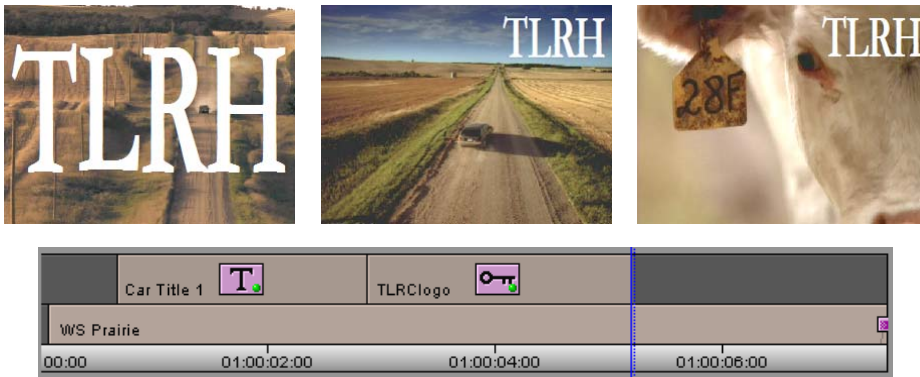 TLRH
TLRH
TLRH
28F
Car Title 1
T
TLRClogo
WS Prairie
00:00
01:00:02:00
01:00:04:00
01:00:06:00